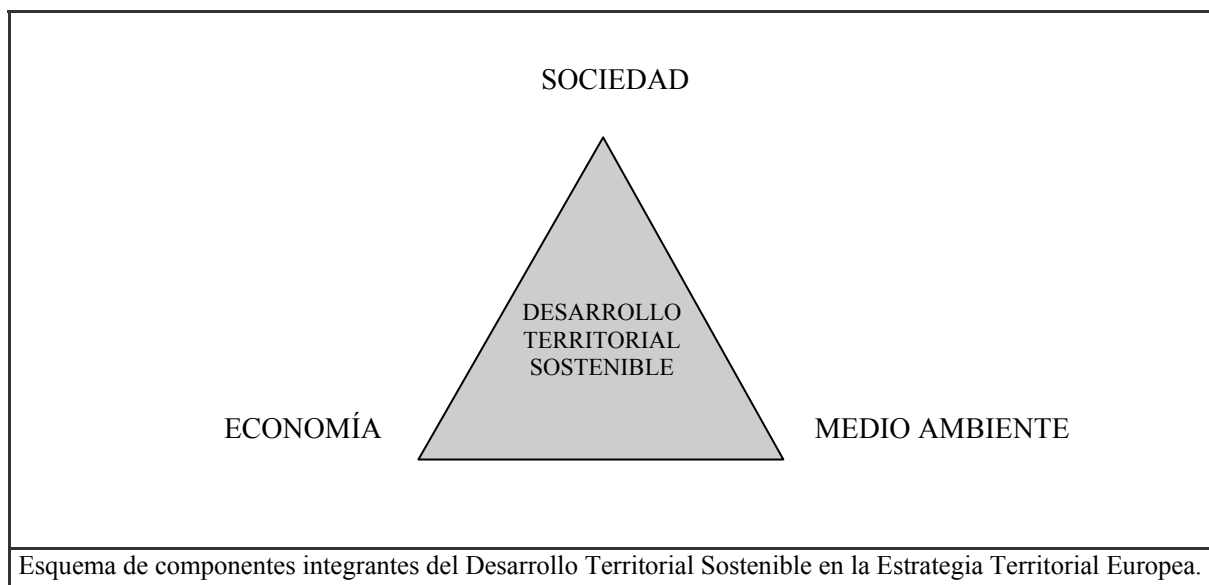 SOCIEDAD
DESARROLLO
TERRITORIAL
SOSTENIBLE
ECONOMÍA
MEDIO AMBIENTE
Esquema de componentes integrantes del Desarrollo Territorial Sostenible en la Estrategia Territorial Europea.